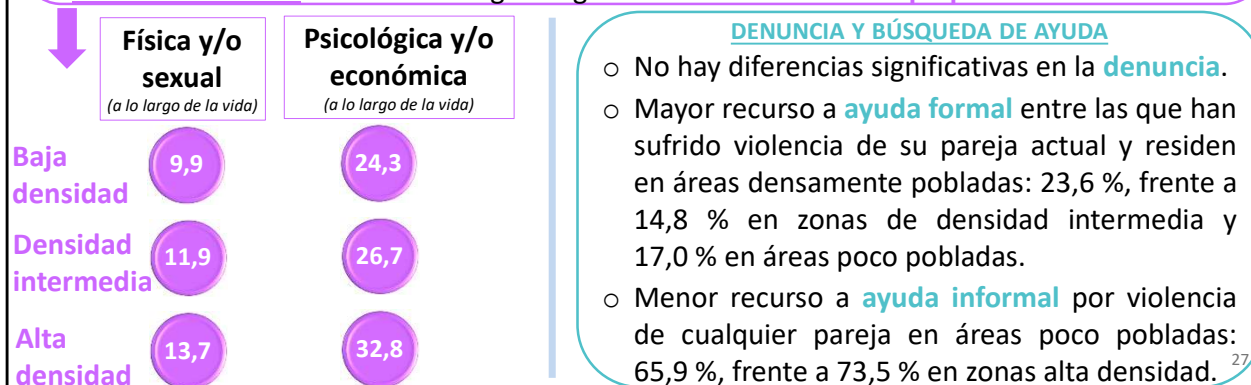 Física y/o
sexual
(a lo largo de la vida)
Psicológica y/o
económica
(a lo largo de la vida)
Baja
densidad
9,9
24,3
Densidad
intermedia
11,9
26,7
Alta
densidad
13,7
32,8
DENUNCIA Y BÚSQUEDA DE AYUDA
o No hay diferencias significativas en la denuncia.
o Mayor recurso a ayuda formal entre las que han
sufrido violencia de su pareja actual y residen
en áreas densamente pobladas: 23,6 %, frente a
14,8 % en zonas de densidad intermedia y
17,0 % en áreas poco pobladas.
o Menor recurso a ayuda informal por violencia
de cualquier pareja en áreas poco pobladas:
65,9 %, frente a 73,5 % en zonas alta densidad.
27